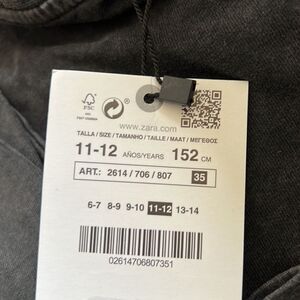 FSC
www.zara.com
TALLA / SIZE / TAMANHO / TAILLE / MAAT / ΜΕΓΕΘΟΣ
11-12 AÑOS/YEARS 152 CM
ART.: 2614 / 706 / 807 35
6-7 8-9 9-10 11-12 13-14
02614706807351